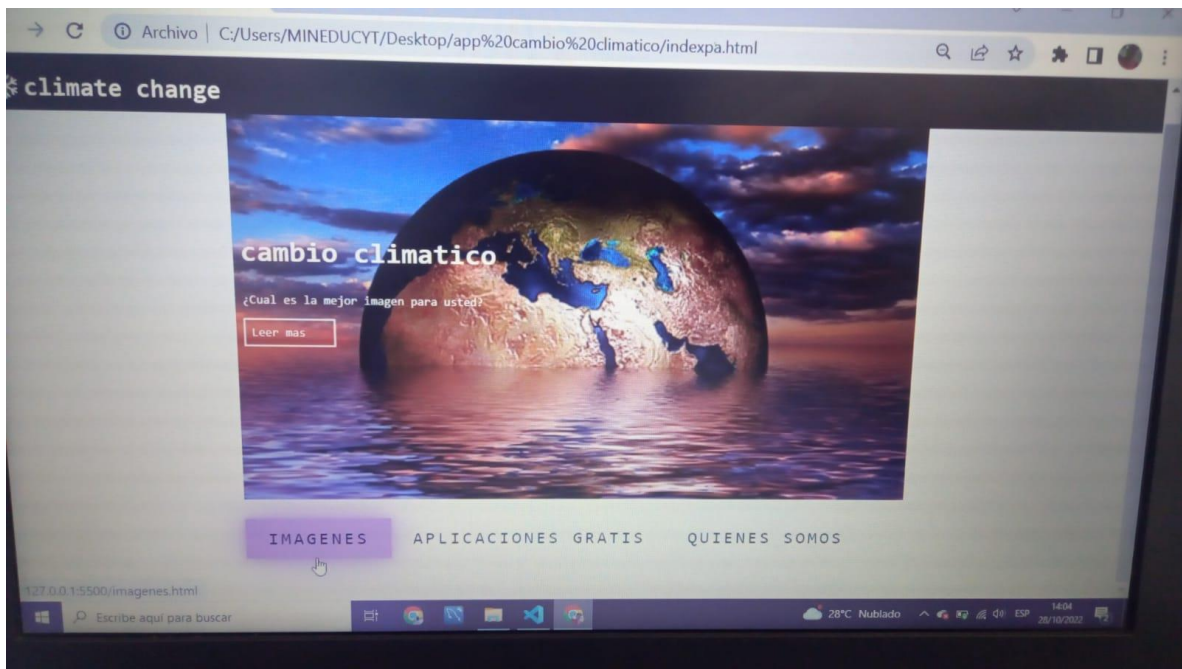 Archivo | C:/Users/MINEDUCYT/Desktop/app%20cambio%20climatico/indexpa.html
climate change
cambio climatico
¿Cual es la mejor imagen para usted?
Leer mas
IMAGENES APLICACIONES GRATIS QUIENES SOMOS
127.0.0.1:5500/imagenes.html
Escribe aquí para buscar 28°C Nublado ESP 14:04
28/10/2022